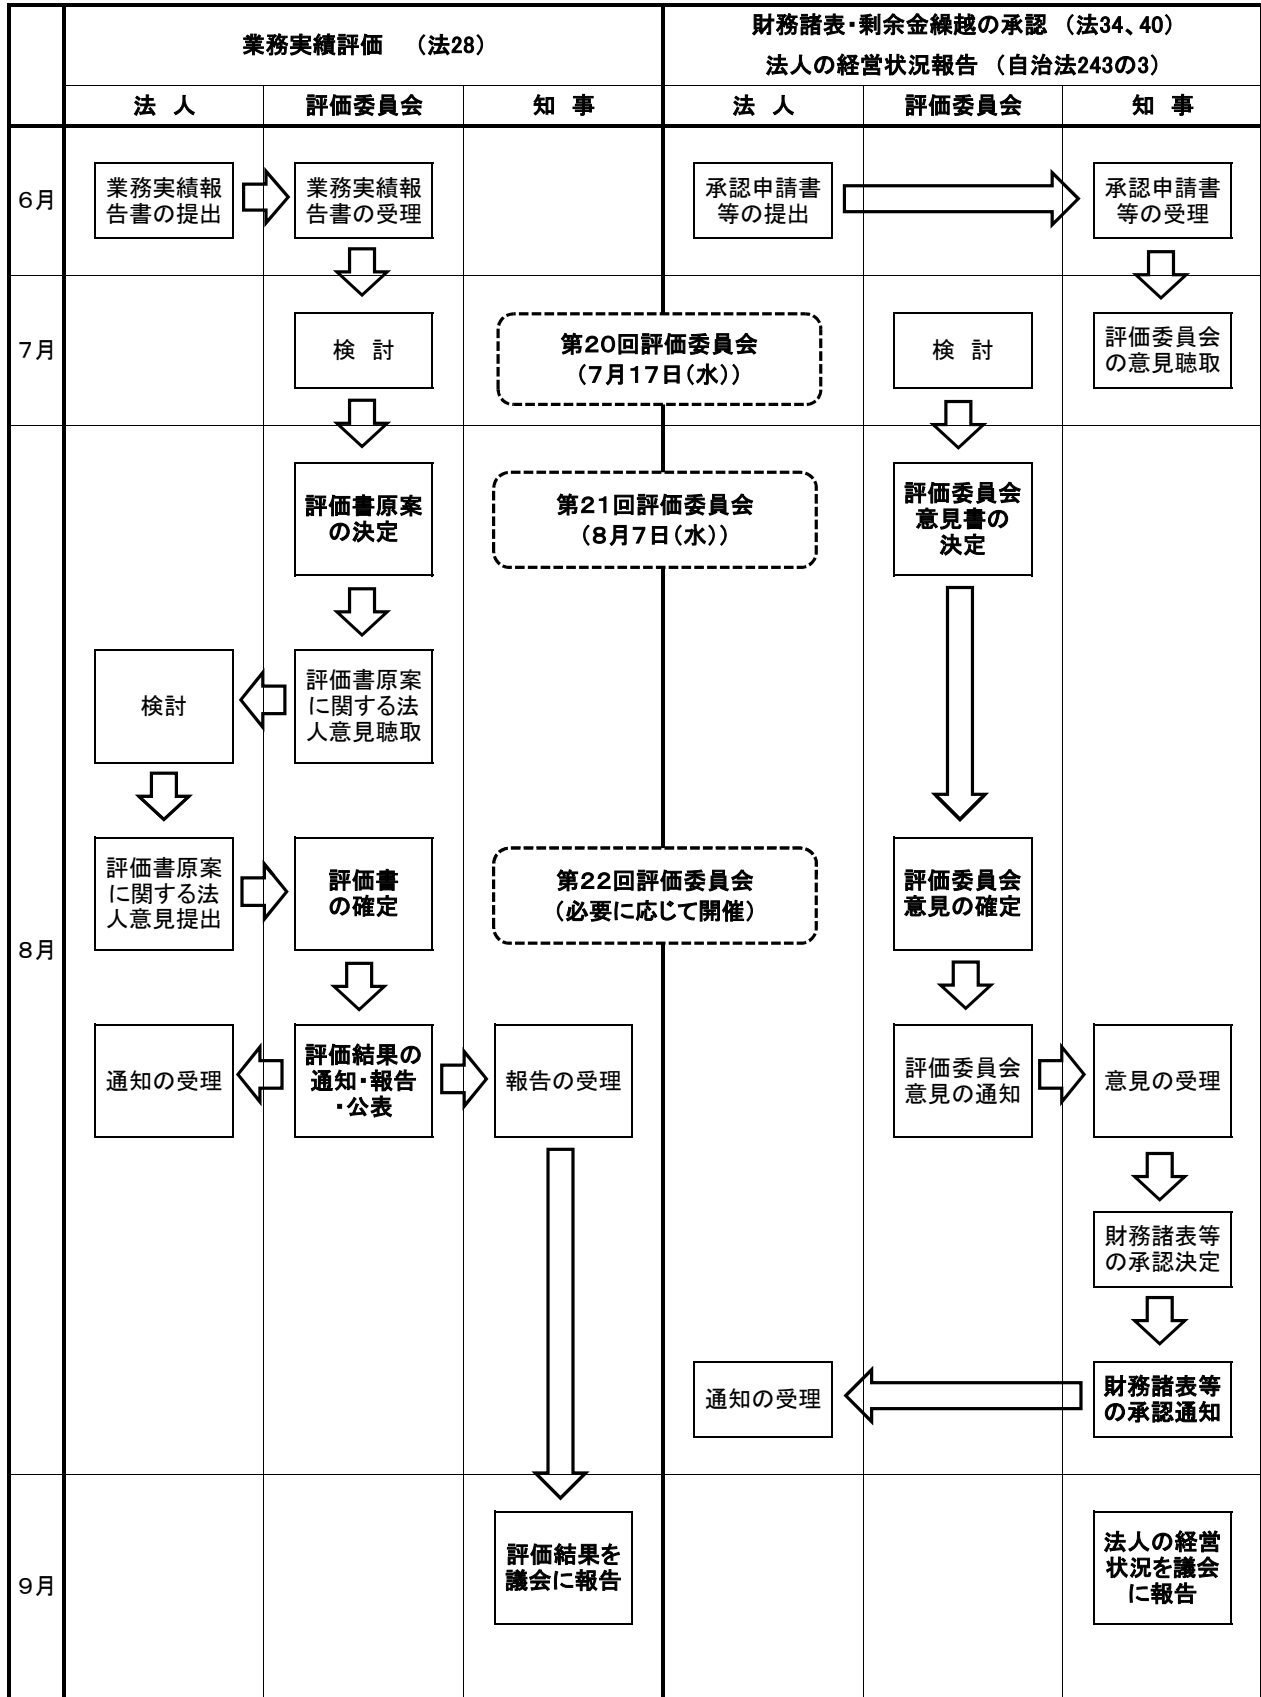 業務実績評価 （法28）
財務諸表・剰余金繰越の承認 （法34、40）
法人の経営状況報告 （自治法243の3）
法 人
評価委員会
知 事
法 人
評価委員会
知 事
6月
業務実績報
告書の提出
業務実績報
告書の受理
承認申請書
等の提出
承認申請書
等の受理
7月
検 討
第20回評価委員会
（7月17日（水））
検 討
評価委員会
の意見聴取
8月
評価書原案
の決定
第21回評価委員会
（8月7日（水））
評価委員会
意見書の
決定
検討
評価書原案
に関する法
人意見聴取
評価書原案
に関する法
人意見提出
評価書
の確定
第22回評価委員会
（必要に応じて開催）
評価委員会
意見の確定
通知の受理
評価結果の
通知・報告
・公表
報告の受理
評価委員会
意見の通知
意見の受理
財務諸表等
の承認決定
通知の受理
財務諸表等
の承認通知
9月
評価結果を
議会に報告
法人の経営
状況を議会
に報告